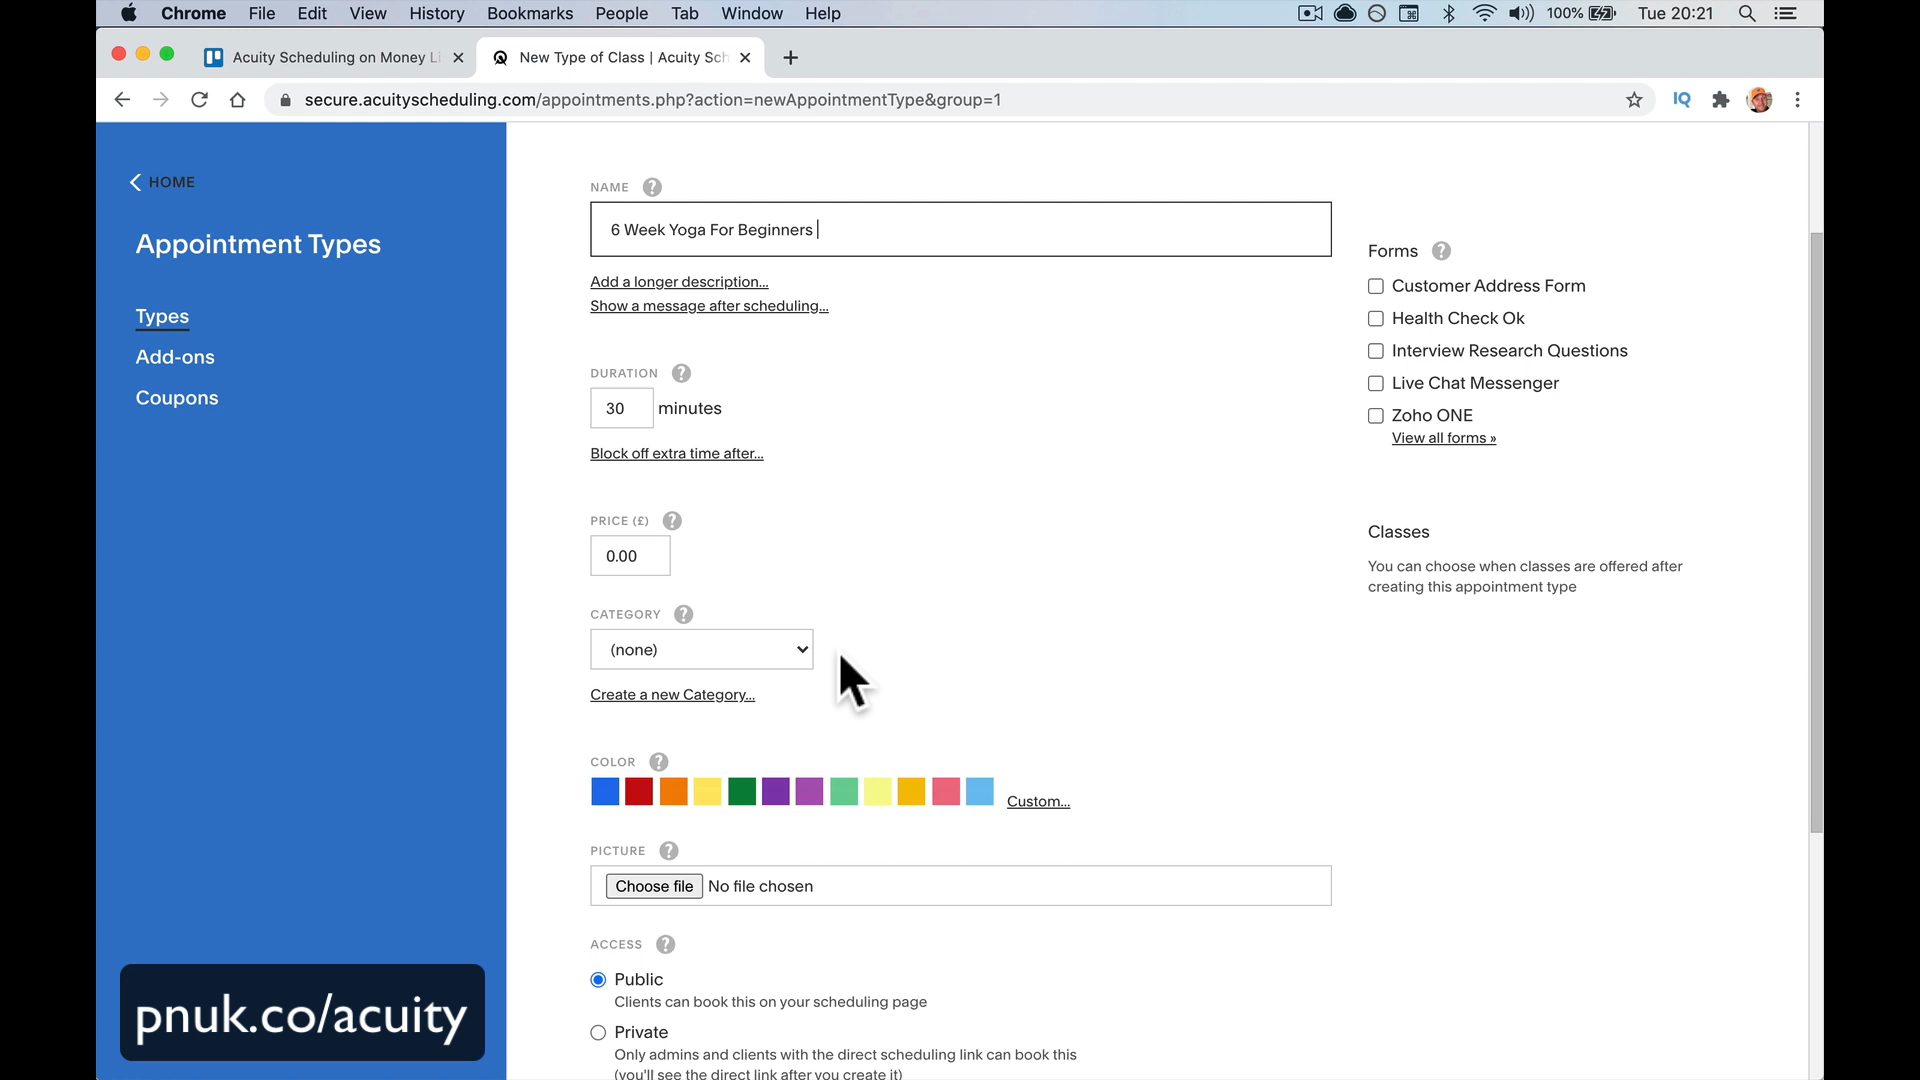 Chrome File Edit View History Bookmarks People Tab Window Help 100% Tue 20:21
Acuity Scheduling on Money Li New Type of Class | Acuity Sch
secure.acuityscheduling.com/appointments.php?action=newAppointmentType&group=1 IQ
HOME
Appointment Types
Types
Add-ons
Coupons
NAME ?
6 Week Yoga For Beginners
Add a longer description...
Show a message after scheduling...
DURATION ?
30 minutes
Block off extra time after...
PRICE (£) ?
0.00
CATEGORY ?
(none)
Create a new Category...
COLOR ?
Custom...
PICTURE ?
Choose file No file chosen
ACCESS ?
Public
Clients can book this on your scheduling page
Private
Only admins and clients with the direct scheduling link can book this
(you'll see the direct link after you create it)
Forms ?
Customer Address Form
Health Check Ok
Interview Research Questions
Live Chat Messenger
Zoho ONE
View all forms »
Classes
You can choose when classes are offered after
creating this appointment type
pnuk.co/acuity